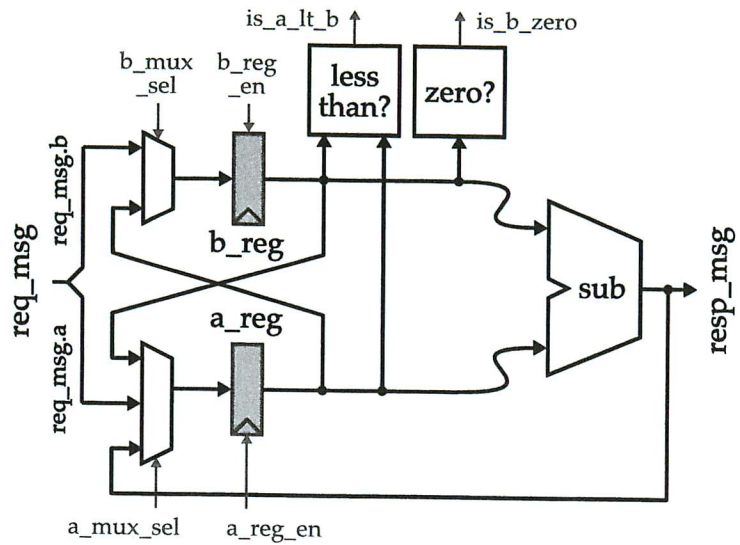 is_a_lt_b
is_b_zero
b_mux
_sel
b_reg
_en
less
than?
zero?
req_msg.b
b_reg
req_msg
sub
resp_msg
a_reg
req_msg.a
a_mux_sel
a_reg_en